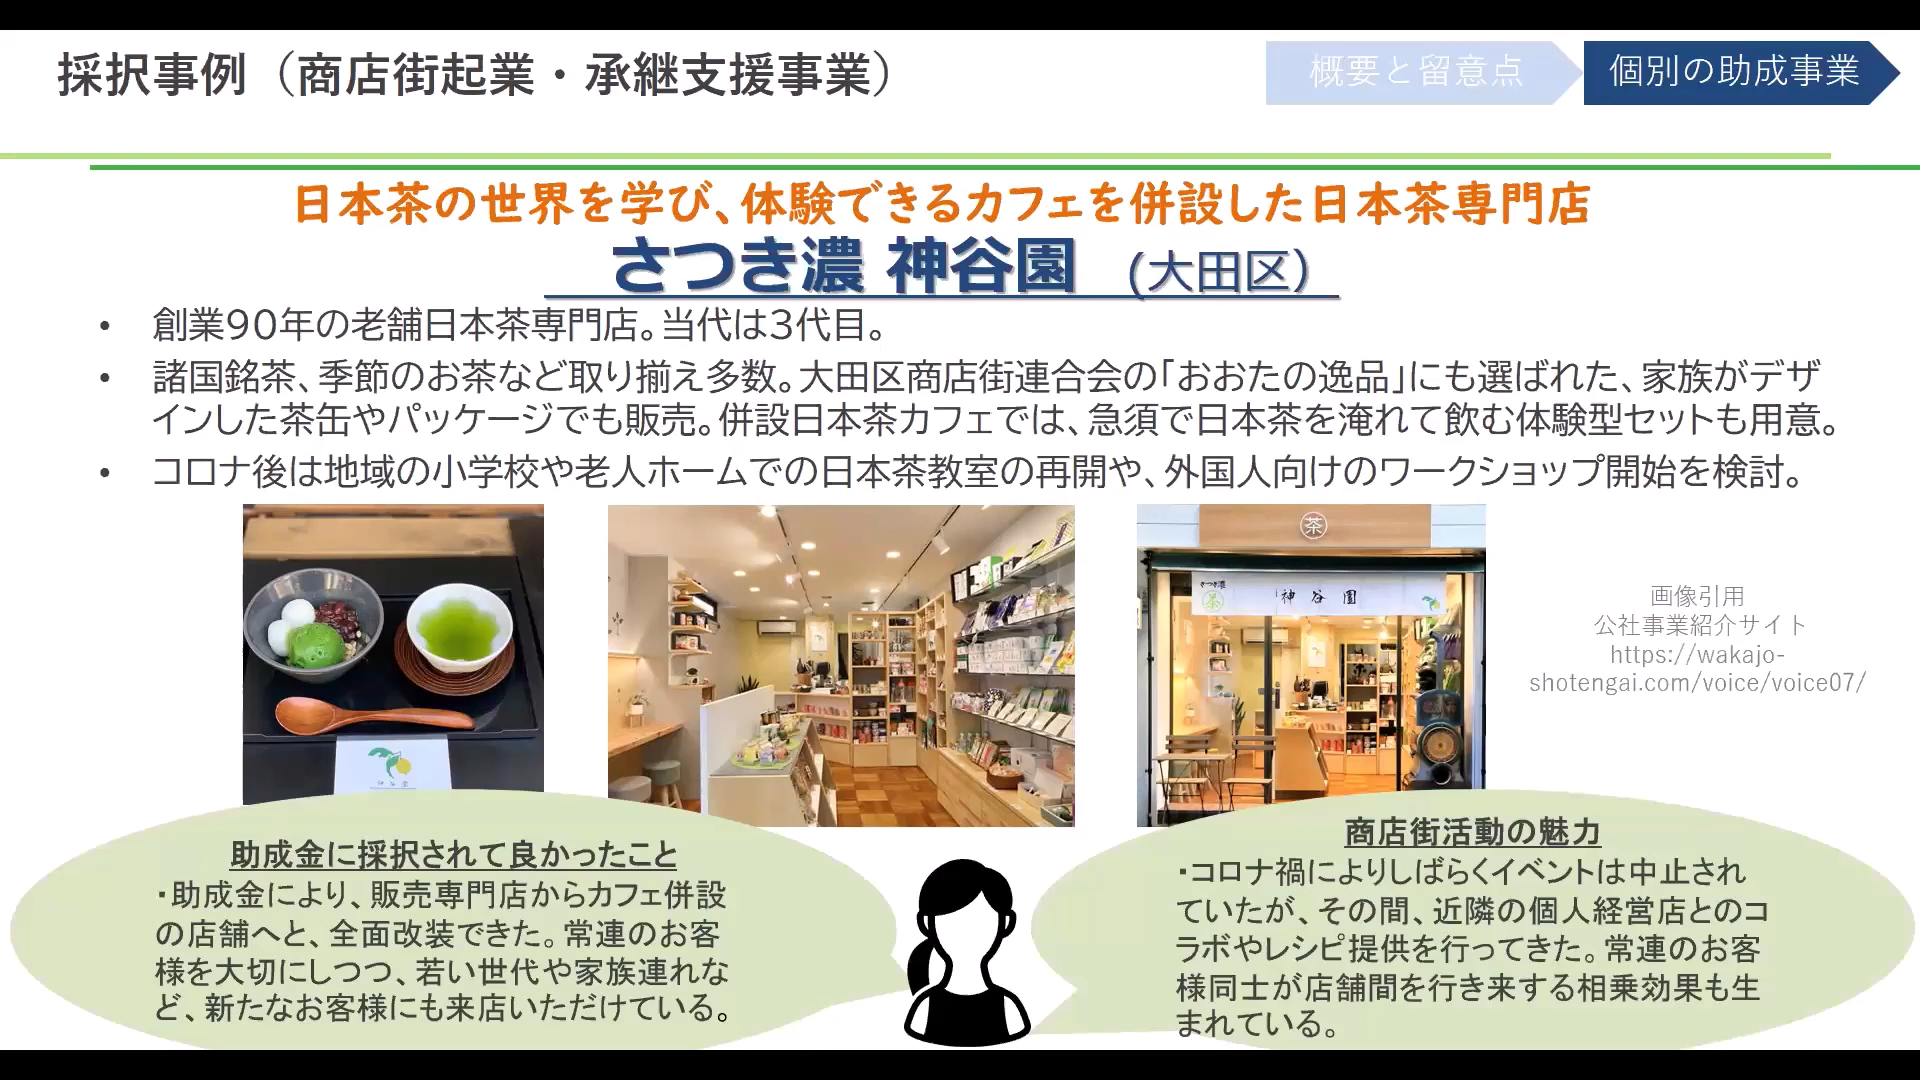 採択事例（商店街起業・承継支援事業）
概要と留意点
個別の助成事業
日本茶の世界を学び、体験できるカフェを併設した日本茶専門店
さつき濃 神谷園　(大田区)
• 創業90年の老舗日本茶専門店。当代は3代目。
• 諸国銘茶、季節のお茶など取り揃え多数。大田区商店街連合会の「おおたの逸品」にも選ばれた、家族がデザ
インした茶缶やパッケージでも販売。併設日本茶カフェでは、急須で日本茶を淹れて飲む体験型セットも用意。
• コロナ後は地域の小学校や老人ホームでの日本茶教室の再開や、外国人向けのワークショップ開始を検討。
茶
さつき濃
茶
神谷園
画像引用
公社事業紹介サイト
https://wakajo-
shotengai.com/voice/voice07/
助成金に採択されて良かったこと
・助成金により、販売専門店からカフェ併設
の店舗へと、全面改装できた。常連のお客
様を大切にしつつ、若い世代や家族連れな
ど、新たなお客様にも来店いただけている。
商店街活動の魅力
・コロナ禍によりしばらくイベントは中止され
ていたが、その間、近隣の個人経営店とのコ
ラボやレシピ提供を行ってきた。常連のお客
様同士が店舗間を行き来する相乗効果も生
まれている。